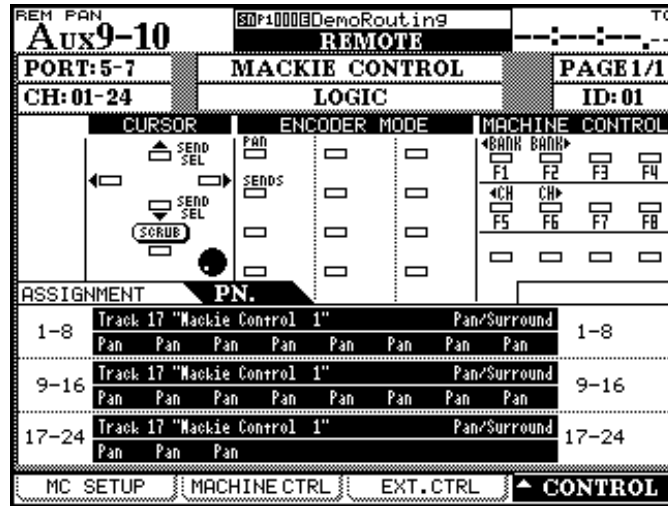 REM PAN
AUX9-10
DemoRouting
REMOTE
--:--:--.--
PORT:5-7
MACKIE CONTROL
PAGE1/1
CH:01-24
LOGIC
ID:01
CURSOR
ENCODER MODE
MACHINE CONTROL
SEND SEL
PAN
◄BANK BANK►
F1 F2 F3 F4
SENDS
◄CH CH►
SEND SEL
F5 F6 F7 F8
SCRUB
ASSIGNMENT PN.
1-8 Track 17 "Mackie Control 1" Pan/Surround 1-8
Pan Pan Pan Pan Pan Pan Pan Pan
9-16 Track 17 "Mackie Control 1" Pan/Surround 9-16
Pan Pan Pan Pan Pan Pan Pan Pan
17-24 Track 17 "Mackie Control 1" Pan/Surround 17-24
Pan Pan Pan
MC SETUP MACHINE CTRL EXT.CTRL CONTROL